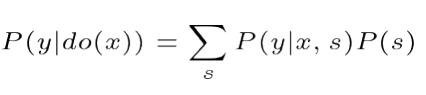 P(y|do(x)) = ∑_s P(y|x, s)P(s)